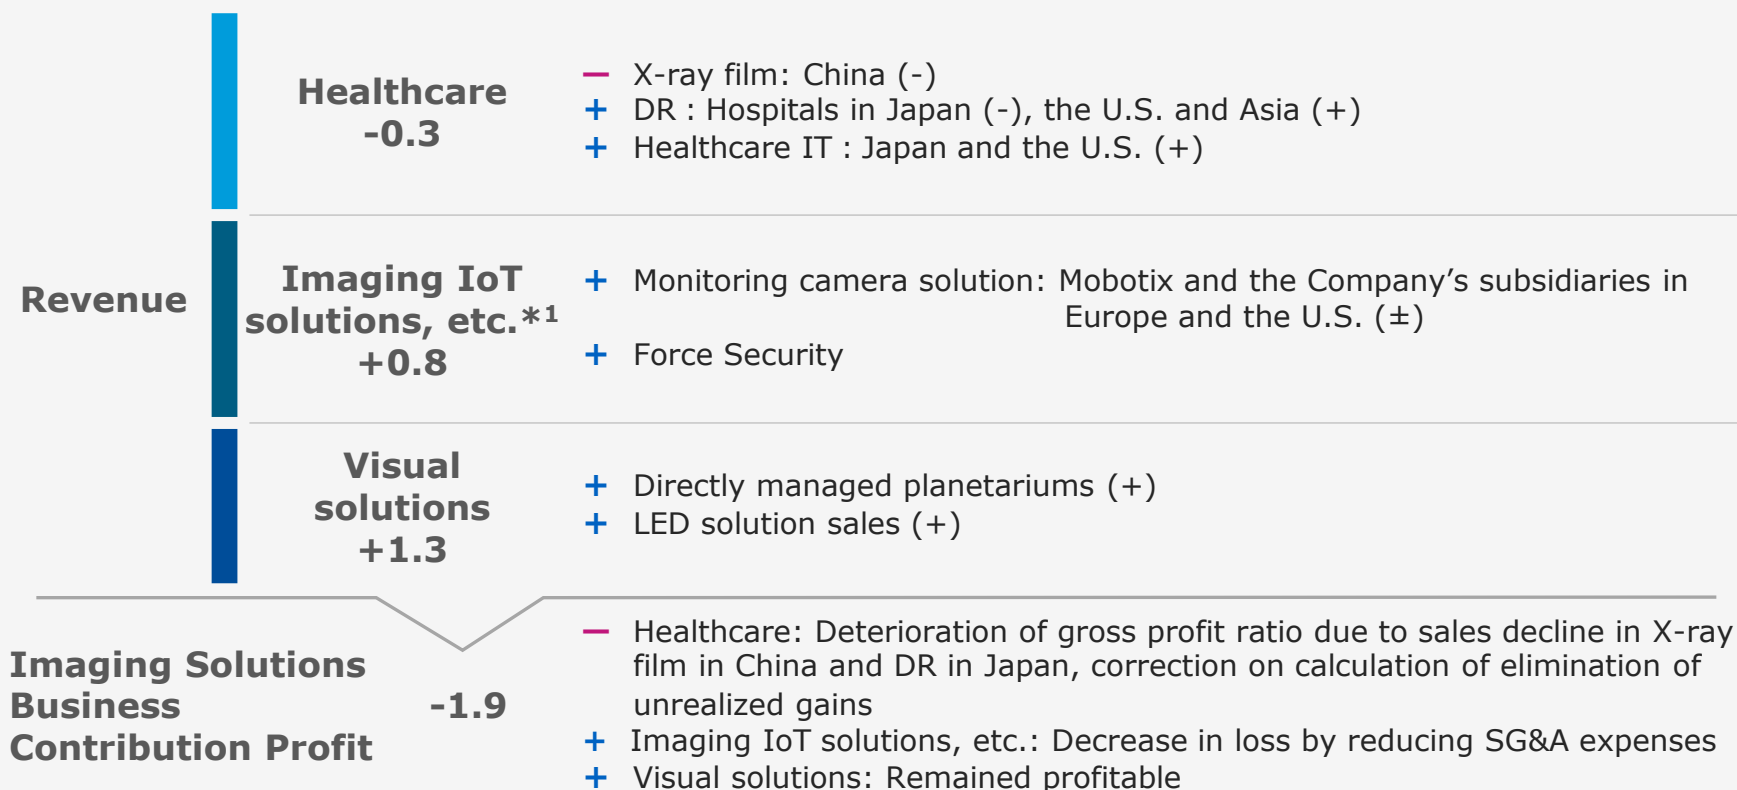 Revenue
Healthcare
-0.3
— X-ray film: China (-)
+ DR : Hospitals in Japan (-), the U.S. and Asia (+)
+ Healthcare IT : Japan and the U.S. (+)
Imaging IoT
solutions, etc.*1
+0.8
+ Monitoring camera solution: Mobotix and the Company’s subsidiaries in
Europe and the U.S. (±)
+ Force Security
Visual
solutions
+1.3
+ Directly managed planetariums (+)
+ LED solution sales (+)
Imaging Solutions
Business
Contribution Profit
-1.9
— Healthcare: Deterioration of gross profit ratio due to sales decline in X-ray
film in China and DR in Japan, correction on calculation of elimination of
unrealized gains
+ Imaging IoT solutions, etc.: Decrease in loss by reducing SG&A expenses
+ Visual solutions: Remained profitable